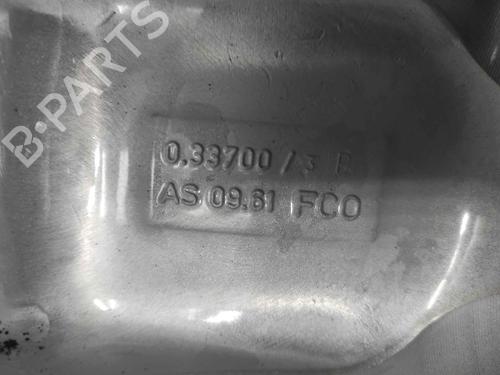 B-PARTS
0.33700 / 3 R
AS 09.61 FCO